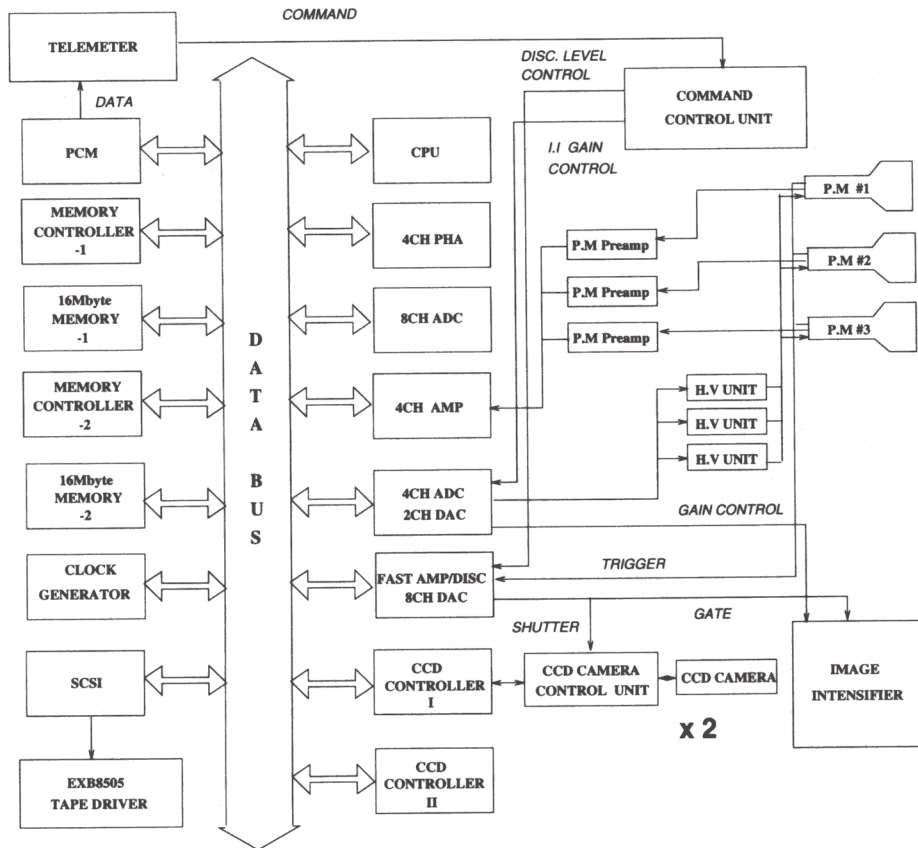 COMMAND
TELEMETER
DATA
PCM
MEMORY
CONTROLLER
-1
16Mbyte
MEMORY
-1
MEMORY
CONTROLLER
-2
16Mbyte
MEMORY
-2
CLOCK
GENERATOR
SCSI
EXB8505
TAPE DRIVER
DATA BUS
CPU
4CH PHA
8CH ADC
4CH AMP
4CH ADC
2CH DAC
FAST AMP/DISC
8CH DAC
CCD
CONTROLLER
I
CCD
CONTROLLER
II
DISC. LEVEL
CONTROL
COMMAND
CONTROL UNIT
I.I GAIN
CONTROL
P.M #1
P.M #2
P.M #3
P.M Preamp
P.M Preamp
P.M Preamp
H.V UNIT
H.V UNIT
H.V UNIT
GAIN CONTROL
TRIGGER
SHUTTER
GATE
CCD CAMERA
CONTROL UNIT
CCD CAMERA
x 2
IMAGE
INTENSIFIER